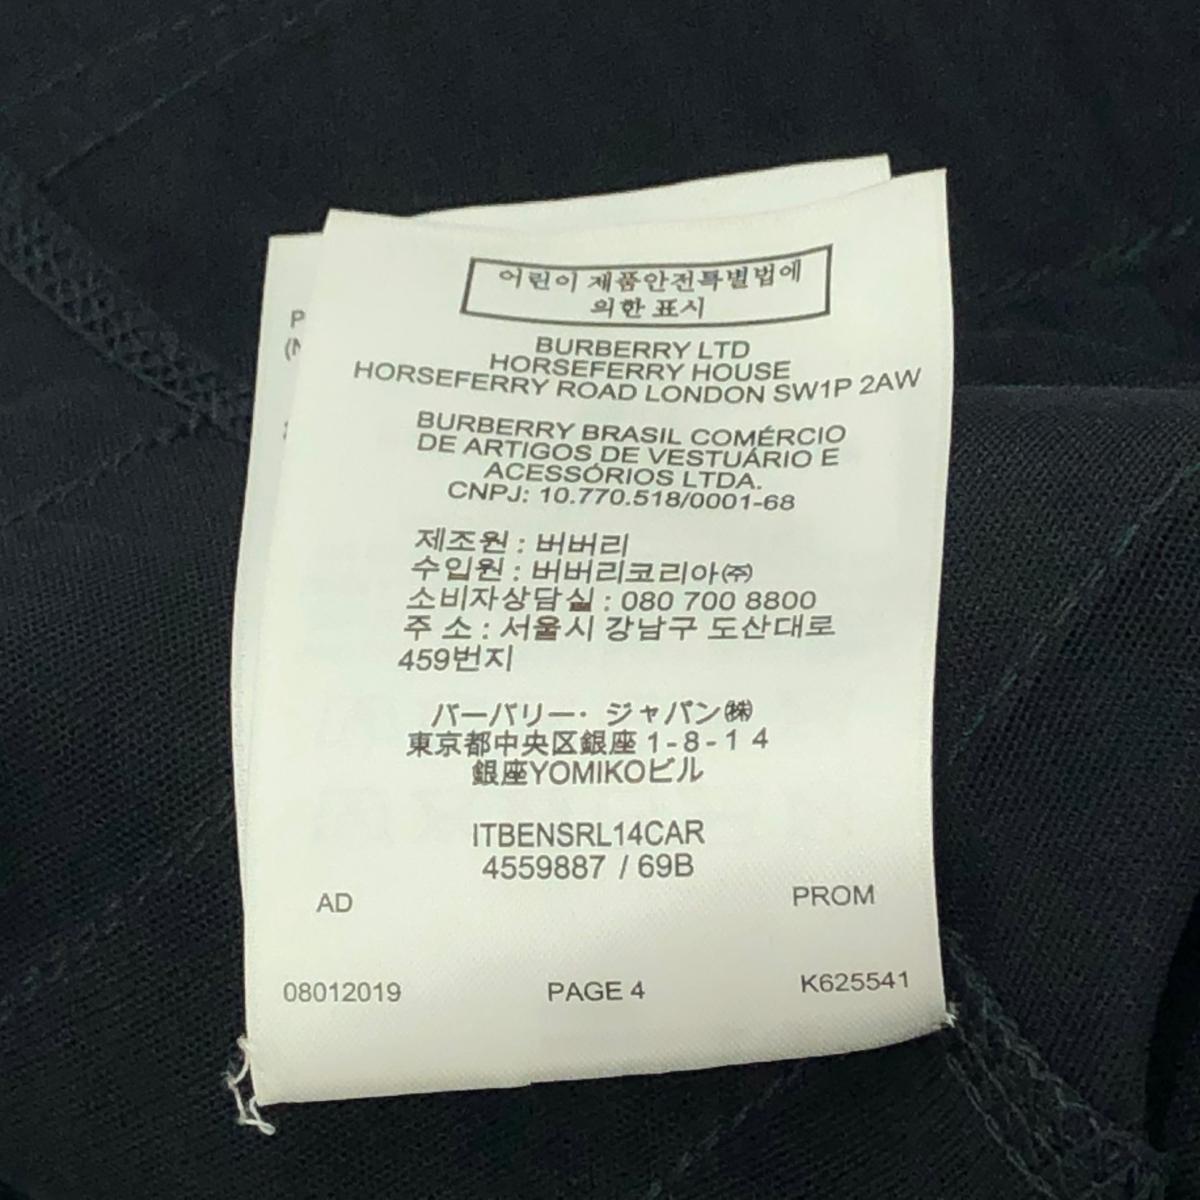 어린이 제품안전특별법에
의한 표시
BURBERRY LTD
HORSEFERRY HOUSE
HORSEFERRY ROAD LONDON SW1P 2AW
BURBERRY BRASIL COMÉRCIO
DE ARTIGOS DE VESTUÁRIO E
ACESSÓRIOS LTDA.
CNPJ: 10.770.518/0001-68
제조원 : 버버리
수입원 : 버버리코리아㈜
소비자상담실 : 080 700 8800
주 소 : 서울시 강남구 도산대로
459번지
バーバリー・ジャパン㈱
東京都中央区銀座 1-8-14
銀座YOMIKOビル
ITBENSRL14CAR
4559887 / 69B
AD PROM
08012019 PAGE 4 K625541